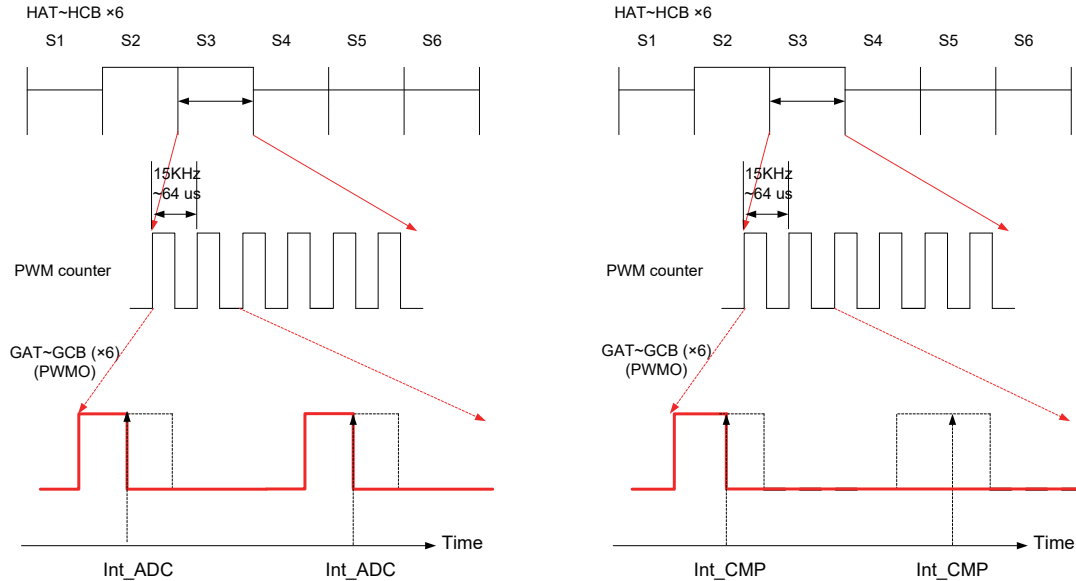 HAT~HCB ×6
S1 S2 S3 S4 S5 S6
15KHz
~64 us
PWM counter
GAT~GCB (×6)
(PWMO)
Time
Int_ADC Int_ADC
HAT~HCB ×6
S1 S2 S3 S4 S5 S6
15KHz
~64 us
PWM counter
GAT~GCB (×6)
(PWMO)
Time
Int_CMP Int_CMP